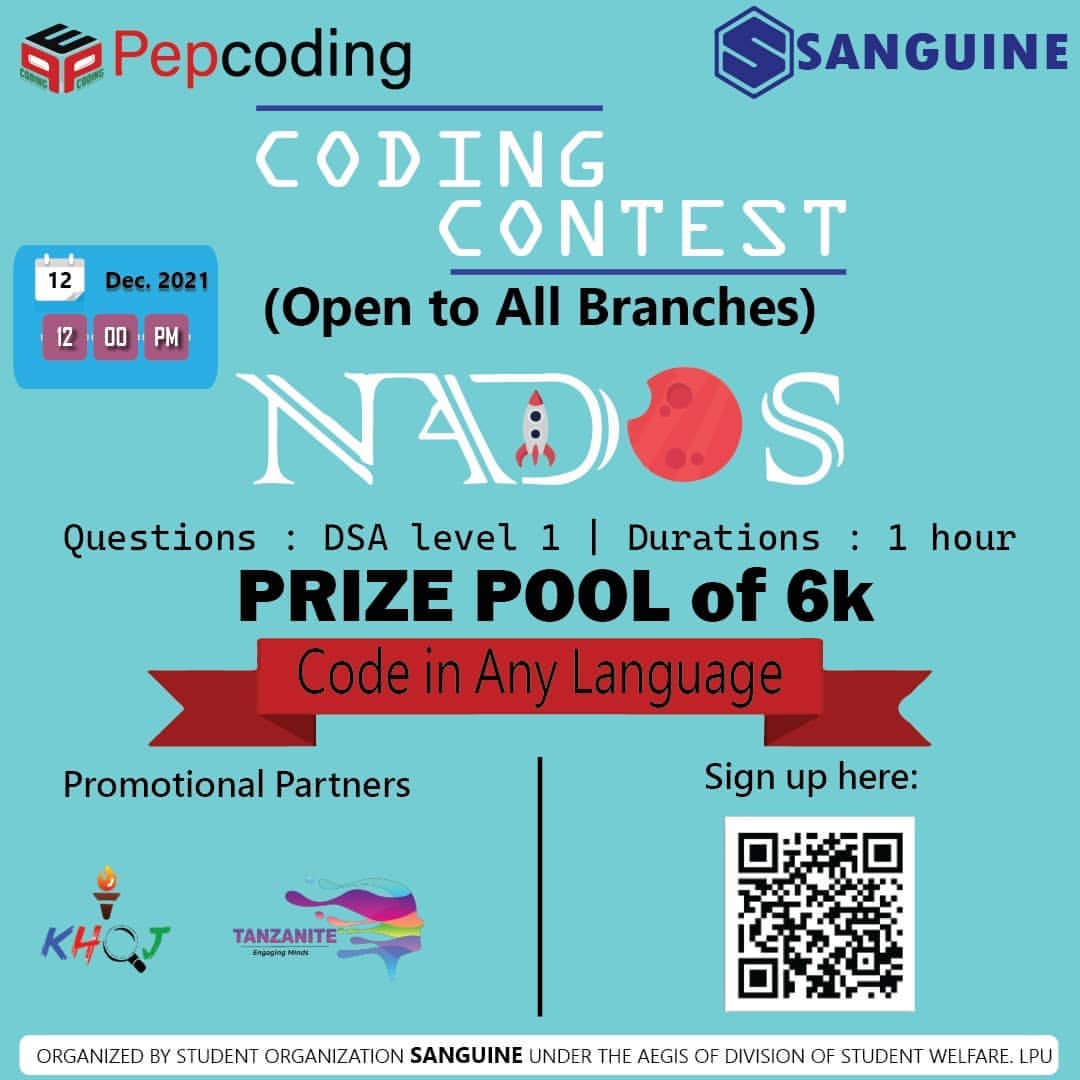 Pepcoding
SANGUINE
CODING
CONTEST
12 Dec. 2021
12 00 PM
(Open to All Branches)
NADOS
Questions : DSA level 1 | Durations : 1 hour
PRIZE POOL of 6k
Code in Any Language
Promotional Partners
Sign up here:
KHOJ
TANZANITE
Engaging Minds
ORGANIZED BY STUDENT ORGANIZATION SANGUINE UNDER THE AEGIS OF DIVISION OF STUDENT WELFARE. LPU